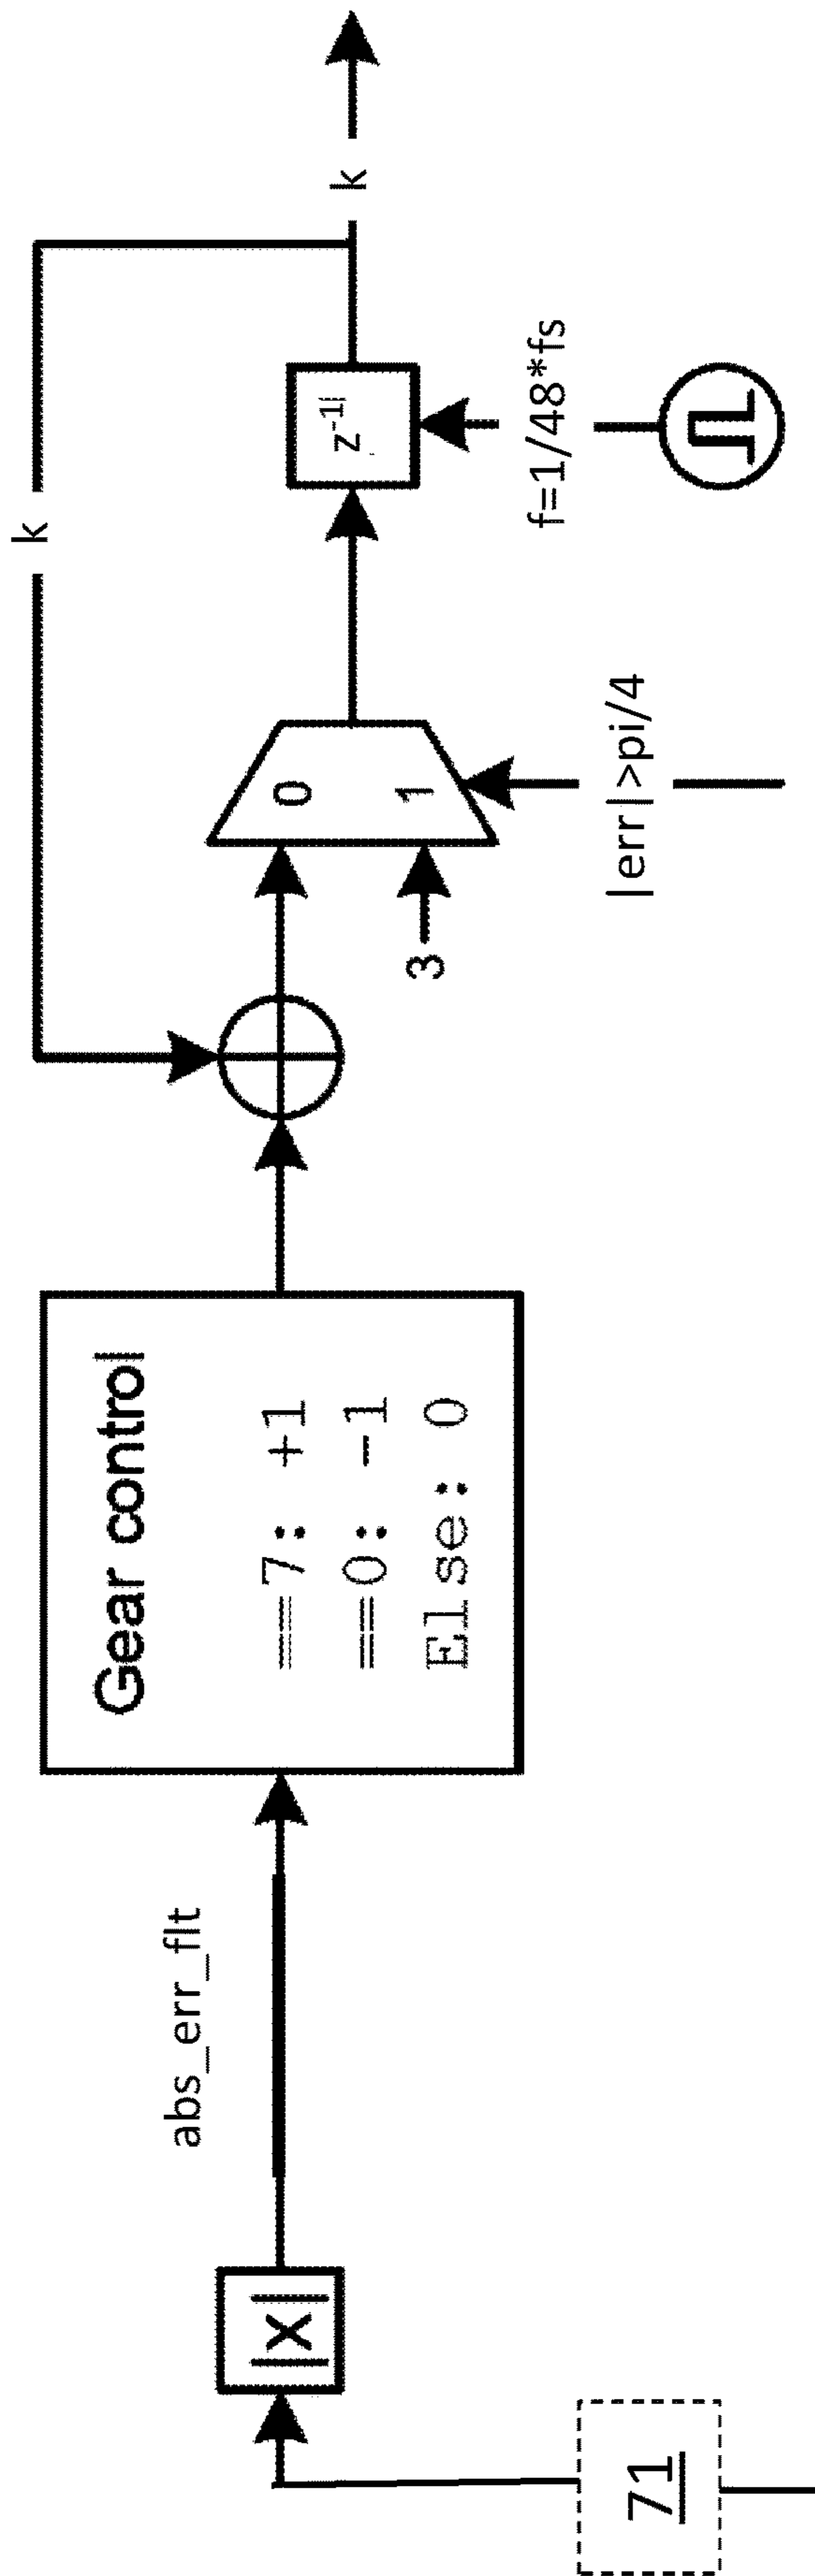 71
|x|
abs_err_flt
Gear control
==7: +1
==0: -1
Else: 0
k
3
0
1
|err|>pi/4
z⁻¹
f=1/48*fs
k